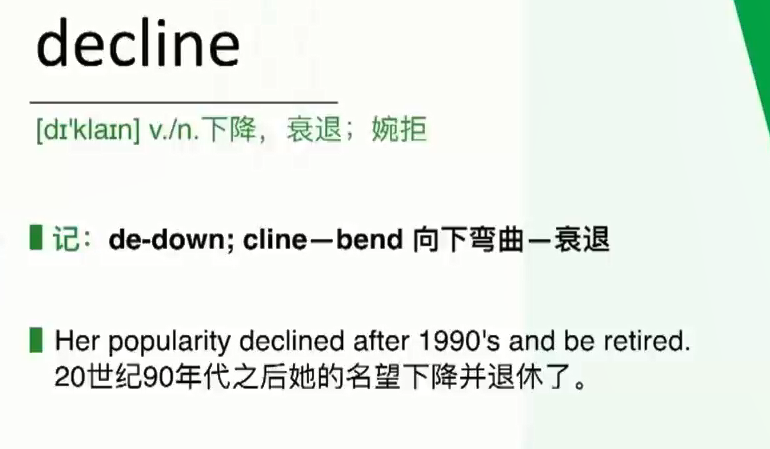 decline
[dɪ'klaɪn] v./n.下降，衰退；婉拒
记：de-down; cline—bend 向下弯曲—衰退
Her popularity declined after 1990's and be retired.
20世纪90年代之后她的名望下降并退休了。